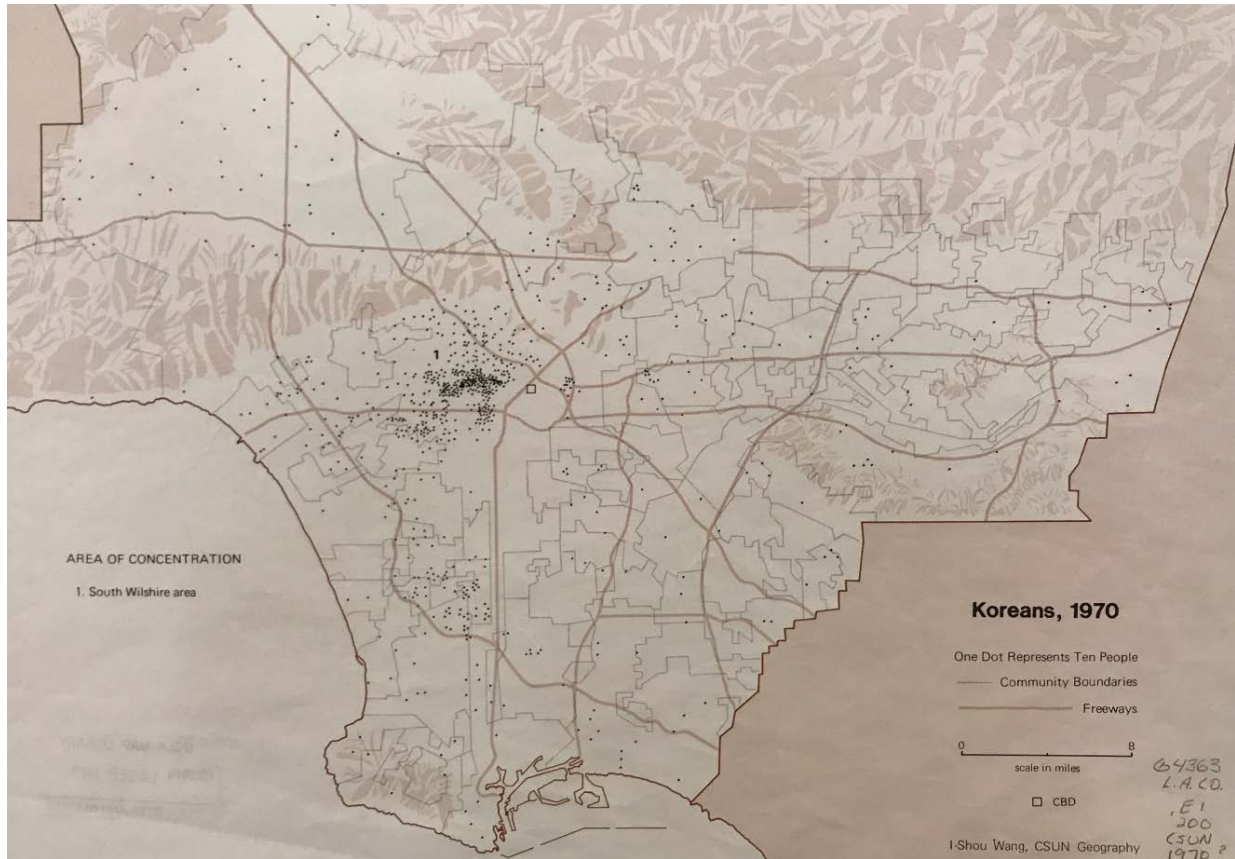 1
AREA OF CONCENTRATION
1. South Wilshire area
Koreans, 1970
One Dot Represents Ten People
Community Boundaries
Freeways
0 8
scale in miles
CBD
I-Shou Wang, CSUN Geography
G4363
L.A.CO.
.E1
200
CSUN
1970?